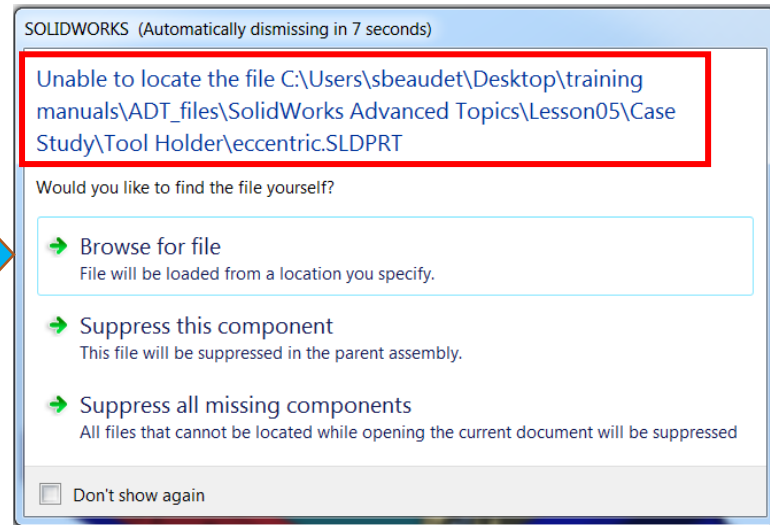 SOLIDWORKS (Automatically dismissing in 7 seconds)
Unable to locate the file C:\Users\sbeaudet\Desktop\training
manuals\ADT_files\SolidWorks Advanced Topics\Lesson05\Case
Study\Tool Holder\eccentric.SLDPRT
Would you like to find the file yourself?
Browse for file
File will be loaded from a location you specify.
Suppress this component
This file will be suppressed in the parent assembly.
Suppress all missing components
All files that cannot be located while opening the current document will be suppressed
Don't show again